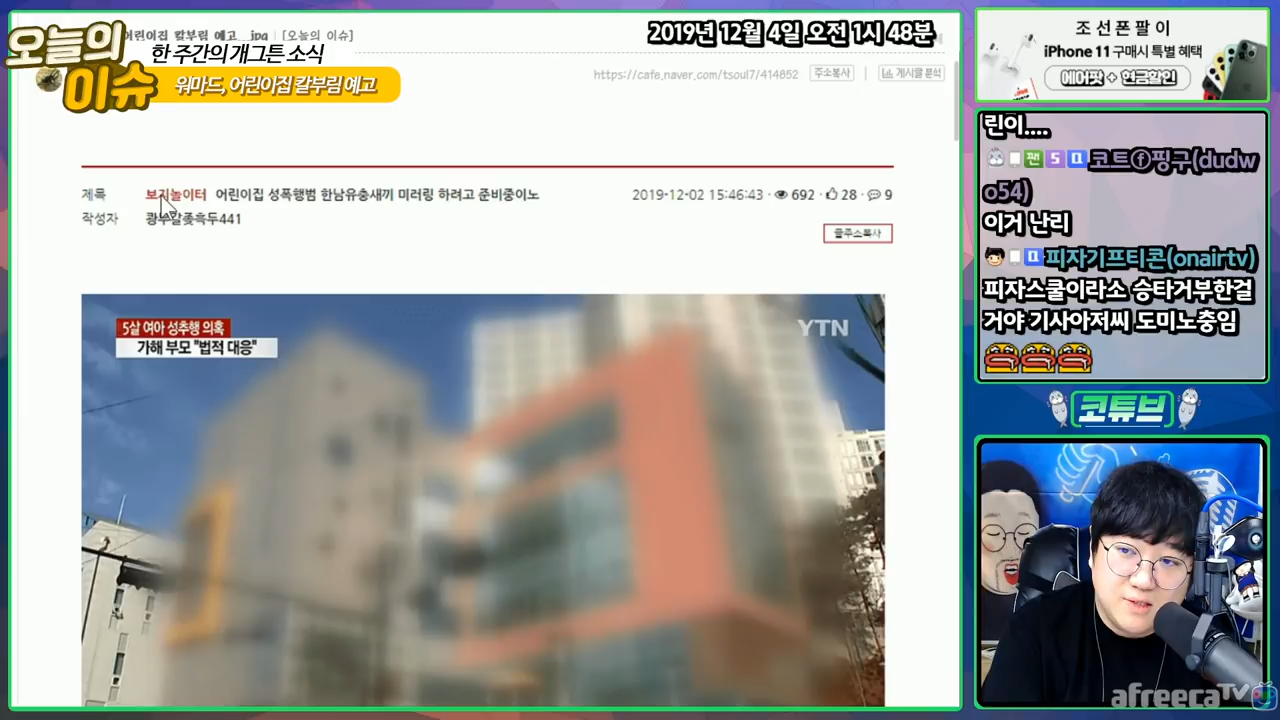 오늘의
이슈
어린이집 칼부림 예고...jpg | [오늘의 이슈]
한 주간의 개그튼 소식
워마드, 어린이집 칼부림 예고
2019년 12월 4일 오전 1시 48분
https://cafe.naver.com/tsoul7/414852 주소복사 | 게시글 분석
제목 보지놀이터 어린이집 성폭행범 한남유충새끼 미러링 하려고 준비중이노 2019-12-02 15:46:43 · 692 · 28 · 9
작성자
글주소복사
5살 여아 성추행 의혹
가해 부모 "법적 대응"
YTN
조선폰팔이
iPhone 11 구매시 특별 혜택
에어팟 + 현금할인
린이....
짼 5 코트ⓕ핑구(dudw
o54)
이거 난리
피자기프티콘(onairtv)
피자스쿨이라소 승타거부한걸
거야 기사아저씨 도미노충임
코튜브
afreecaTV